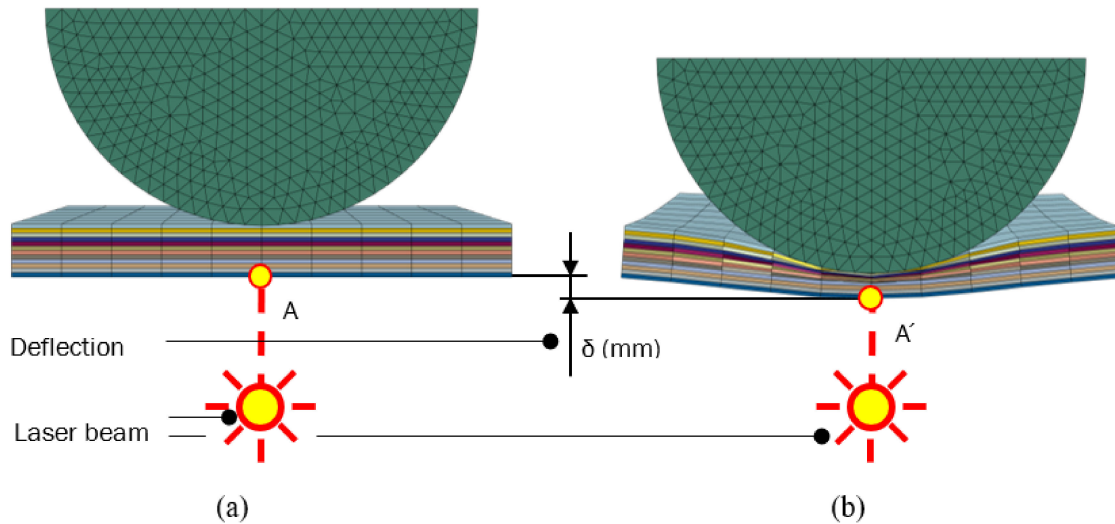 A
A´
Deflection
δ (mm)
Laser beam
(a)
(b)